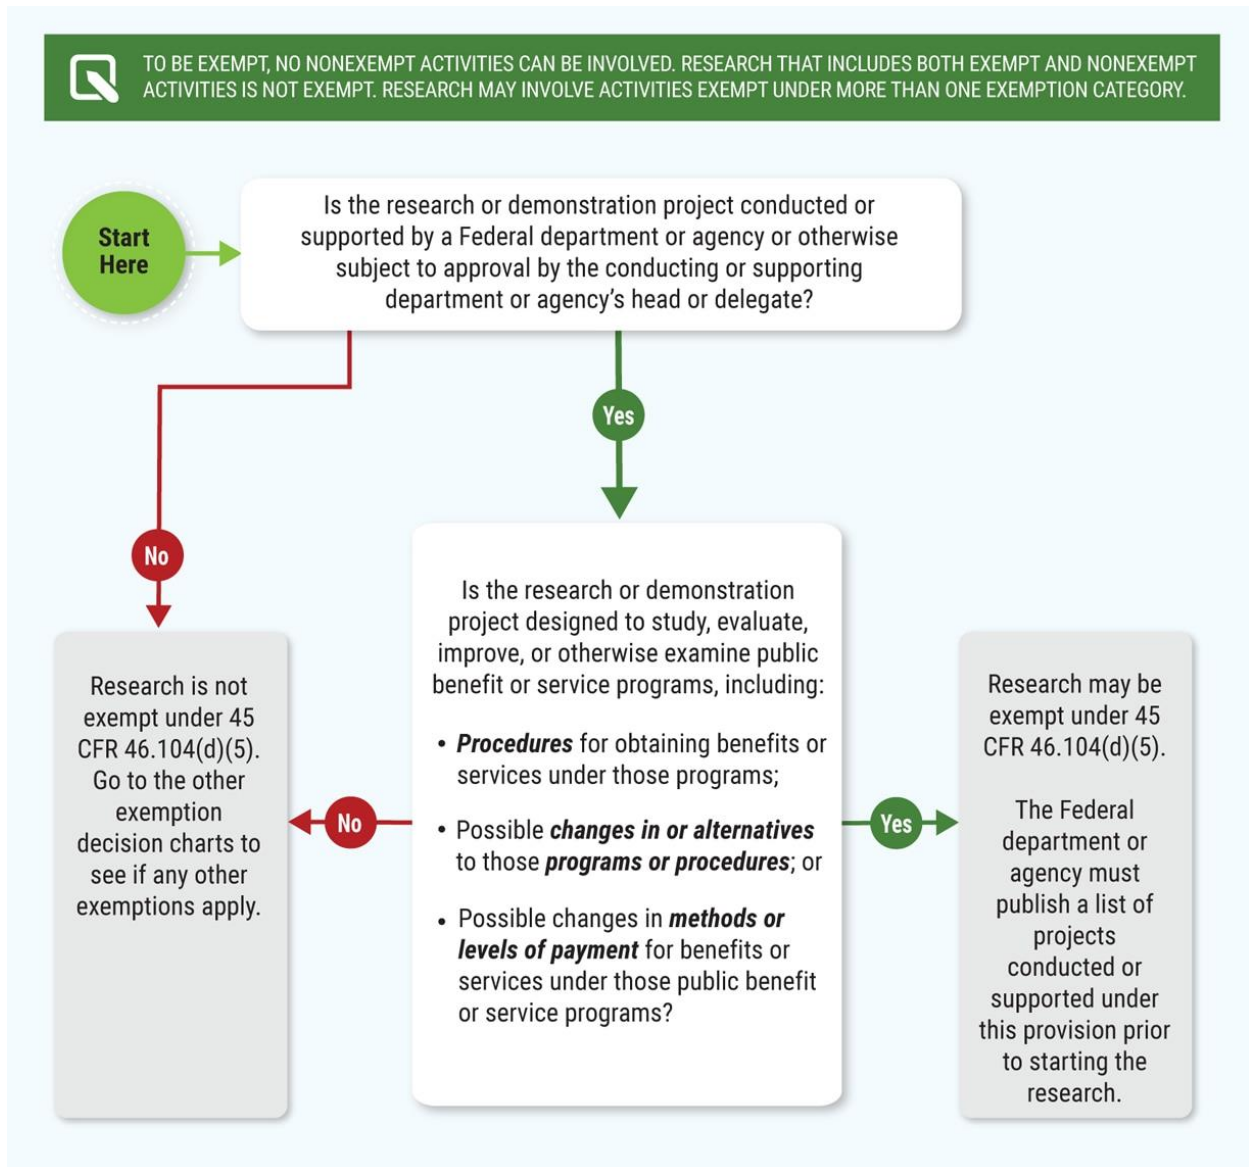 TO BE EXEMPT, NO NONEXEMPT ACTIVITIES CAN BE INVOLVED. RESEARCH THAT INCLUDES BOTH EXEMPT AND NONEXEMPT
ACTIVITIES IS NOT EXEMPT. RESEARCH MAY INVOLVE ACTIVITIES EXEMPT UNDER MORE THAN ONE EXEMPTION CATEGORY.
Start
Here
Is the research or demonstration project conducted or
supported by a Federal department or agency or otherwise
subject to approval by the conducting or supporting
department or agency’s head or delegate?
Yes
No
Research is not
exempt under 45
CFR 46.104(d)(5).
Go to the other
exemption
decision charts to
see if any other
exemptions apply.
No
Is the research or demonstration
project designed to study, evaluate,
improve, or otherwise examine public
benefit or service programs, including:
• Procedures for obtaining benefits or
services under those programs;
• Possible changes in or alternatives
to those programs or procedures; or
• Possible changes in methods or
levels of payment for benefits or
services under those public benefit
or service programs?
Yes
Research may be
exempt under 45
CFR 46.104(d)(5).
The Federal
department or
agency must
publish a list of
projects
conducted or
supported under
this provision prior
to starting the
research.